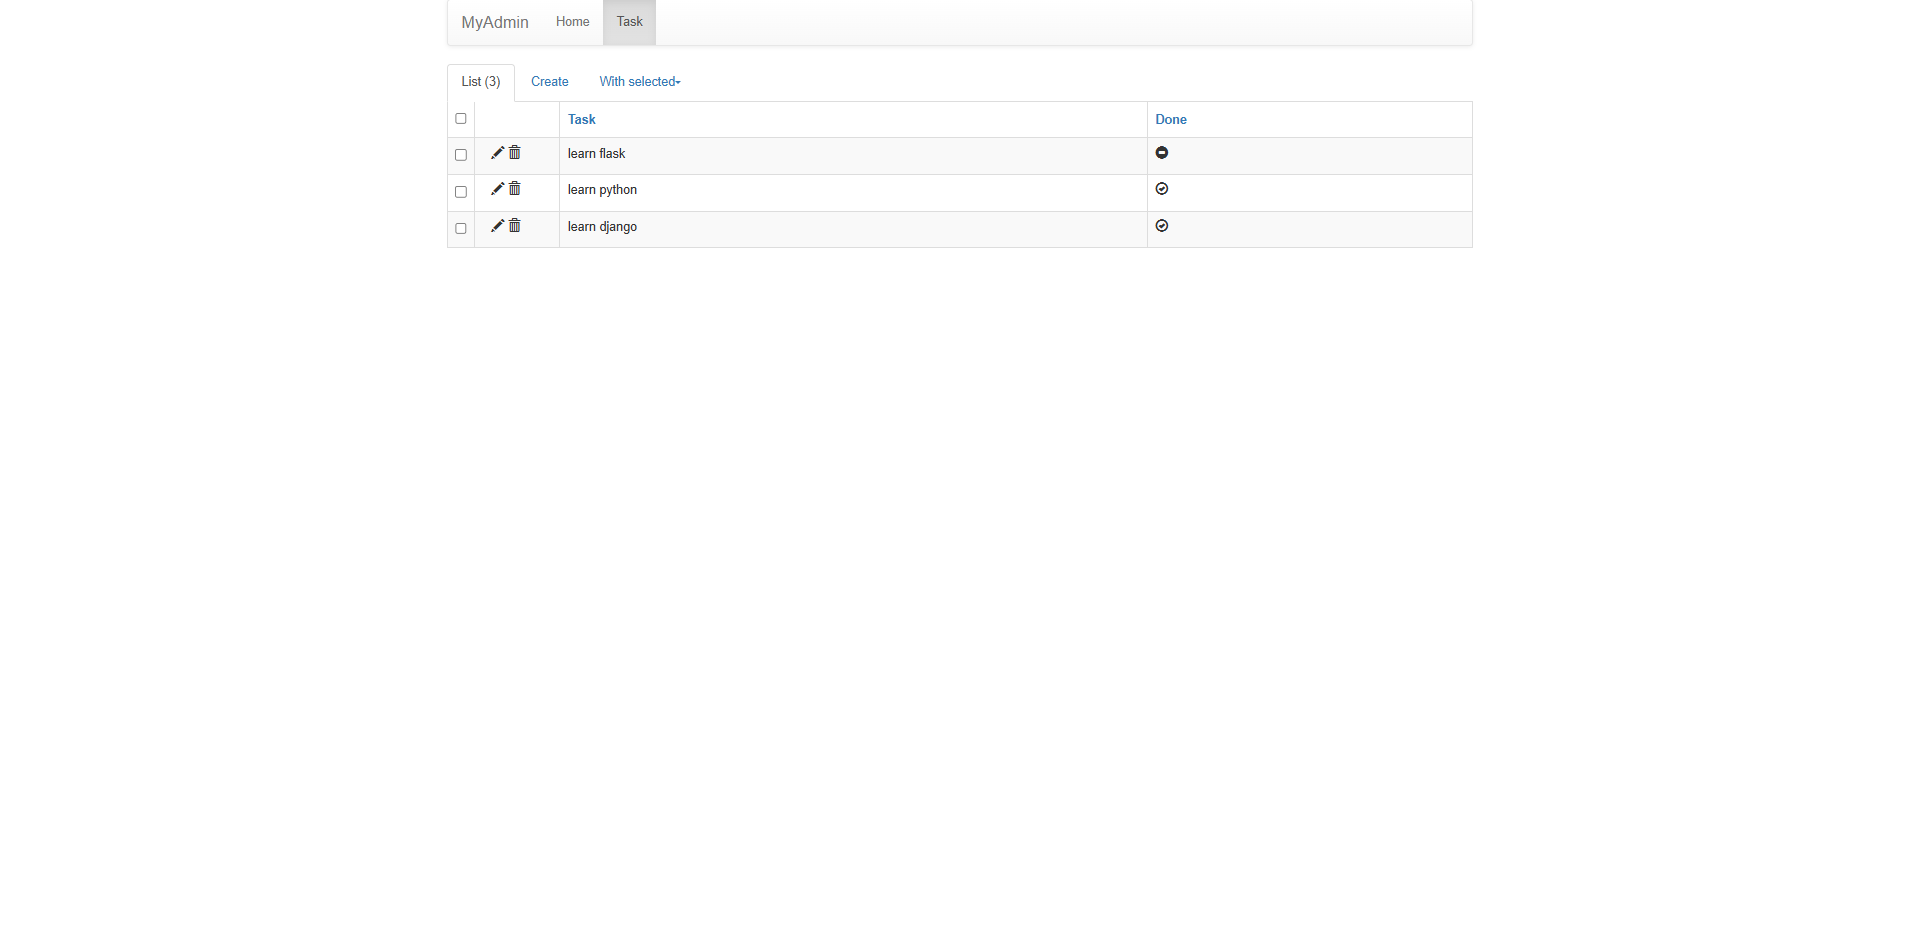 MyAdmin Home Task
List (3) Create With selected
Task Done
learn flask
learn python
learn django